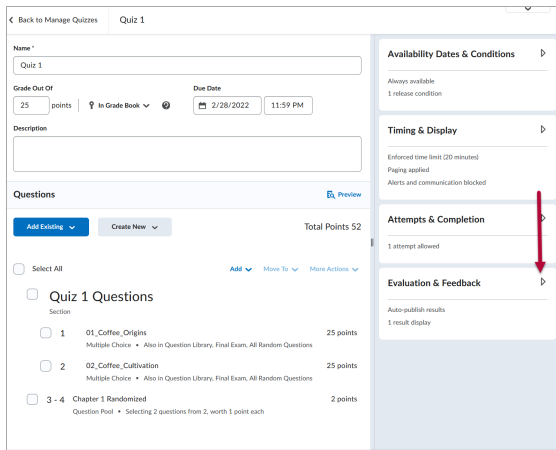 Back to Manage Quizzes
Quiz 1
Name *
Quiz 1
Grade Out Of
Due Date
25 points In Grade Book
2/28/2022 11:59 PM
Description
Questions
Preview
Add Existing
Create New
Total Points 52
Select All
Add Move To More Actions
Quiz 1 Questions
Section
1 01_Coffee_Origins 25 points
Multiple Choice • Also in Question Library, Final Exam, All Random Questions
2 02_Coffee_Cultivation 25 points
Multiple Choice • Also in Question Library, Final Exam, All Random Questions
3 - 4 Chapter 1 Randomized 2 points
Question Pool • Selecting 2 questions from 2, worth 1 point each
Availability Dates & Conditions
Always available
1 release condition
Timing & Display
Enforced time limit (20 minutes)
Paging applied
Alerts and communication blocked
Attempts & Completion
1 attempt allowed
Evaluation & Feedback
Auto-publish results
1 result display